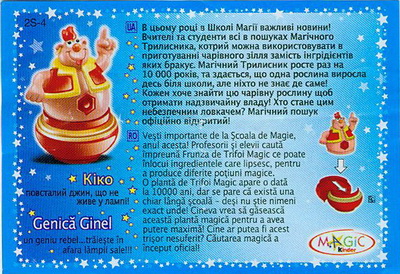 2S-4
UA
В цьому році в Школі Магії важливі новини!
Вчителі та студенти всі в пошуках Магічного
Трилисника, котрий можна використовувати в
приготуванні чарівного зілля замість інгредієнтів
яких бракує. Магічний Трилисник росте раз на
10 000 років, та здається, що одна рослина виросла
десь біля школи, але ніхто не знає де саме!
Кожен хоче знайти цю чарівну рослину щоб
отримати надзвичайну владу! Хто стане цим
небезпечним ловкачем? Магічний пошук
офіційно відкритий!
Кіко
повсталий джин, що не
живе у лампі!
Genică Ginel
un geniu rebel...trăiește în
afara lămpii sale!!!
RO
Vești importante de la Școala de Magie,
anul acesta! Profesorii și elevii caută
împreună Frunza de Trifoi Magic ce poate
înlocui ingredientele care lipsesc, pentru
a produce diferite poțiuni magice.
O plantă de Trifoi Magic apare o dată
la 10000 ani, dar se pare că există una
chiar lângă școală - deși nu știe nimeni
exact unde! Cineva vrea să găsească
această plantă magică pentru a avea
putere maximă! Cine ar putea fi acest
trișor nesuferit? Căutarea magică a
început oficial!
MAGIC
Kinder